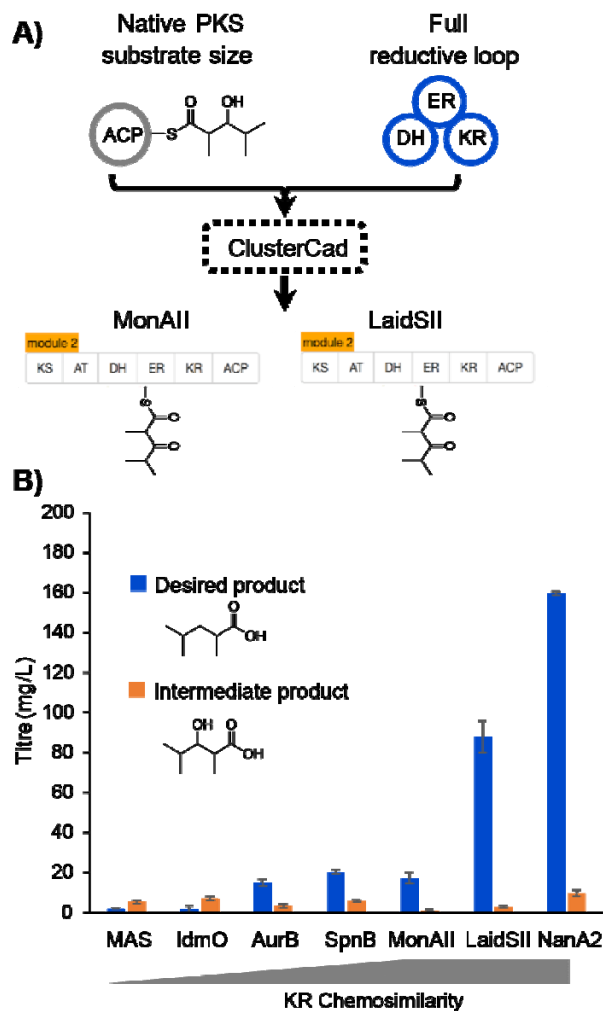 A)
Native PKS
substrate size
Full
reductive loop
ACP
S
O
OH
ER
DH
KR
ClusterCad
MonAII
LaidSII
module 2
KS AT DH ER KR ACP
S
O
O
module 2
KS AT DH ER KR ACP
S
O
O
B)
Titre (mg/L)
200
180
160
140
120
100
80
60
40
20
0
Desired product
O
OH
Intermediate product
OH O
OH
MAS IdmO AurB SpnB MonAII LaidSII NanA2
KR Chemosimilarity